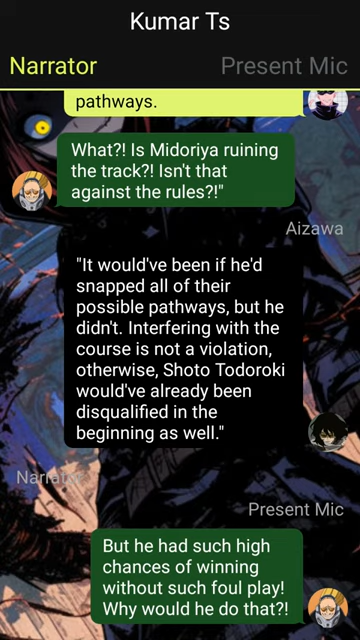 Kumar Ts
Narrator Present Mic
pathways.
What?! Is Midoriya ruining
the track?! Isn't that
against the rules?!"
Aizawa
"It would've been if he'd
snapped all of their
possible pathways, but he
didn't. Interfering with the
course is not a violation,
otherwise, Shoto Todoroki
would've already been
disqualified in the
beginning as well."
Narrator
Present Mic
But he had such high
chances of winning
without such foul play!
Why would he do that?!